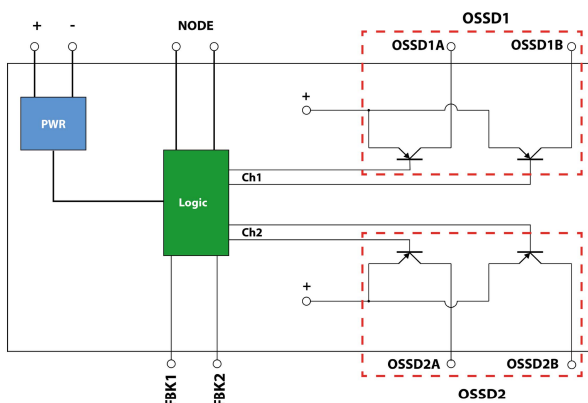 OSSD1
+ - NODE OSSD1A OSSD1B
+
PWR
Ch1
Logic
Ch2
+
OSSD2A OSSD2B
FBK1
FBK2
OSSD2